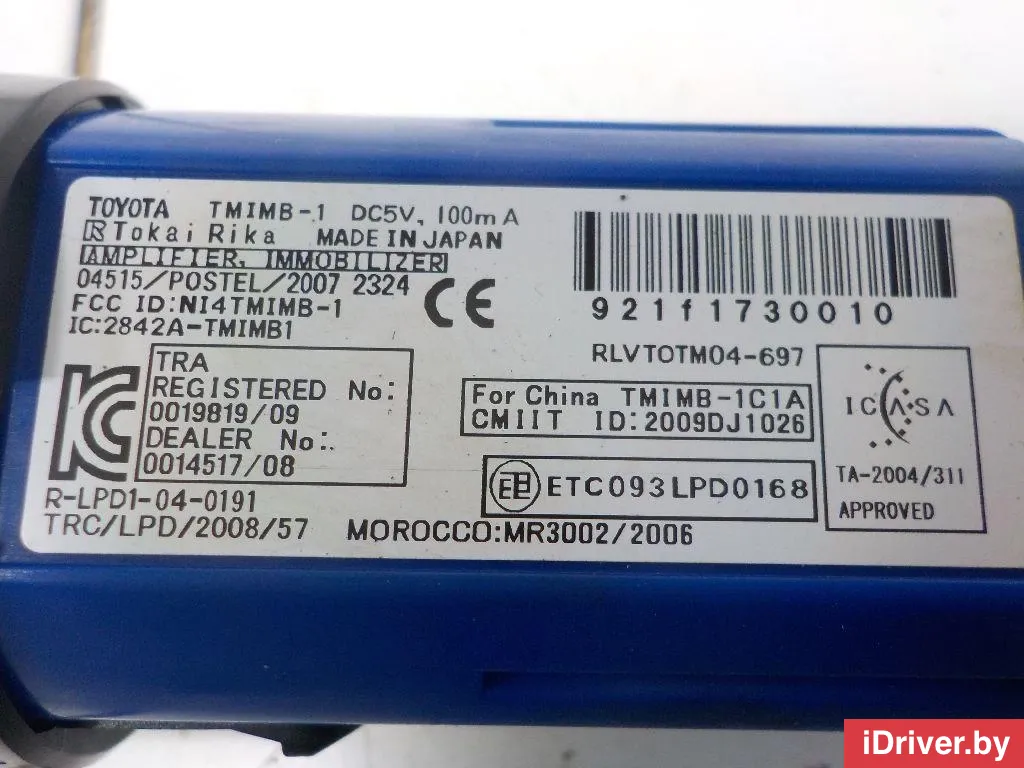 TOYOTA TMIMB-1 DC5V, 100mA
R Tokai Rika MADE IN JAPAN
AMPLIFIER, IMMOBILIZER
04515/POSTEL/2007 2324
FCC ID:NI4TMIMB-1
IC:2842A-TMIMB1
CE
921f1730010
RLVTOTM04-697
TRA
REGISTERED No:
0019819/09
DEALER No:
0014517/08
KC
R-LPD1-04-0191
TRC/LPD/2008/57
For China TMIMB-1C1A
CMIIT ID:2009DJ1026
ETC093LPD0168
MOROCCO:MR3002/2006
ICASA
TA-2004/311
APPROVED
iDriver.by